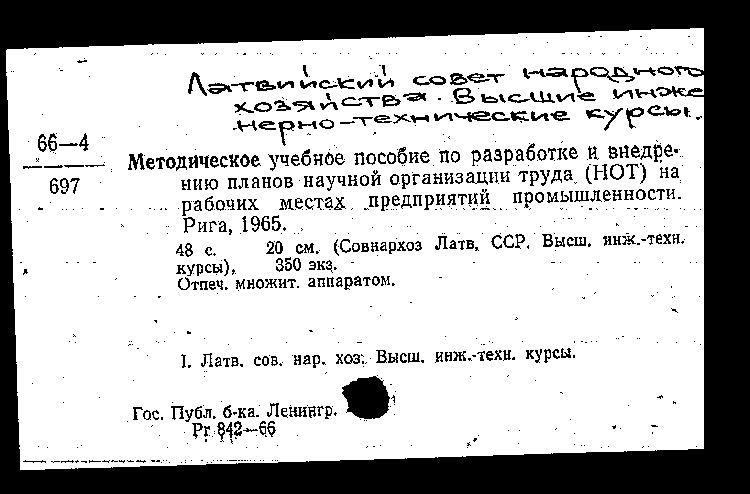 Латвийский совет народного
хозяйства. Высшие инже
нерно-технические курсы.
66—4
697
Методическое учебное пособие по разработке и внедре-
нию планов научной организации труда (НОТ) на
рабочих местах предприятий промышленности.
Рига, 1965.
48 с. 20 см. (Совнархоз Латв. ССР. Высш. инж.-техн.
курсы). 350 экз.
Отпеч. множит. аппаратом.
I. Латв. сов. нар. хоз. Высш. инж.-техн. курсы.
Гос. Публ. б-ка. Ленингр.
Рг 842—66